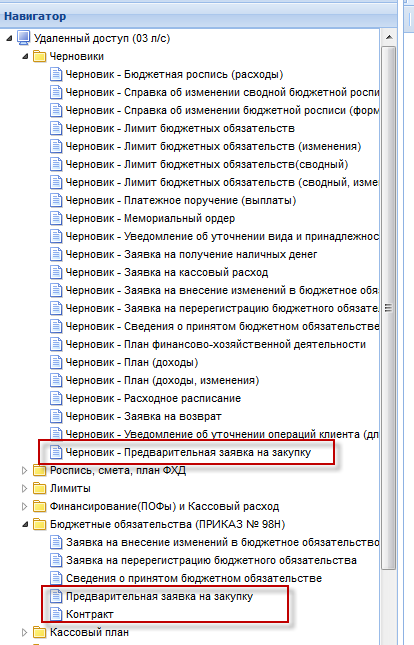 Навигатор
Удаленный доступ (03 л/с)
Черновики
Черновик - Бюджетная роспись (расходы)
Черновик - Справка об изменении сводной бюджетной роспи
Черновик - Справка об изменении бюджетной росписи (форм
Черновик - Лимит бюджетных обязательств
Черновик - Лимит бюджетных обязательств (изменения)
Черновик - Лимит бюджетных обязательств(сводный)
Черновик - Лимит бюджетных обязательств (сводный, изме
Черновик - Платежное поручение (выплаты)
Черновик - Мемориальный ордер
Черновик - Уведомление об уточнении вида и принадлежнос
Черновик - Заявка на получение наличных денег
Черновик - Заявка на кассовый расход
Черновик - Заявка на внесение изменений в бюджетное обя
Черновик - Заявка на перерегистрацию бюджетного обязател
Черновик - Сведения о принятом бюджетном обязательстве
Черновик - План финансово-хозяйственной деятельности
Черновик - План (доходы)
Черновик - План (доходы, изменения)
Черновик - Расходное расписание
Черновик - Заявка на возврат
Черновик - Уведомление об уточнении операций клиента (дл
Черновик - Предварительная заявка на закупку
Роспись, смета, план ФХД
Лимиты
Финансирование(ПОФы) и Кассовый расход
Бюджетные обязательства (ПРИКАЗ № 98Н)
Заявка на внесение изменений в бюджетное обязательство
Заявка на перерегистрацию бюджетного обязательства
Сведения о принятом бюджетном обязательстве
Предварительная заявка на закупку
Контракт
Кассовый план